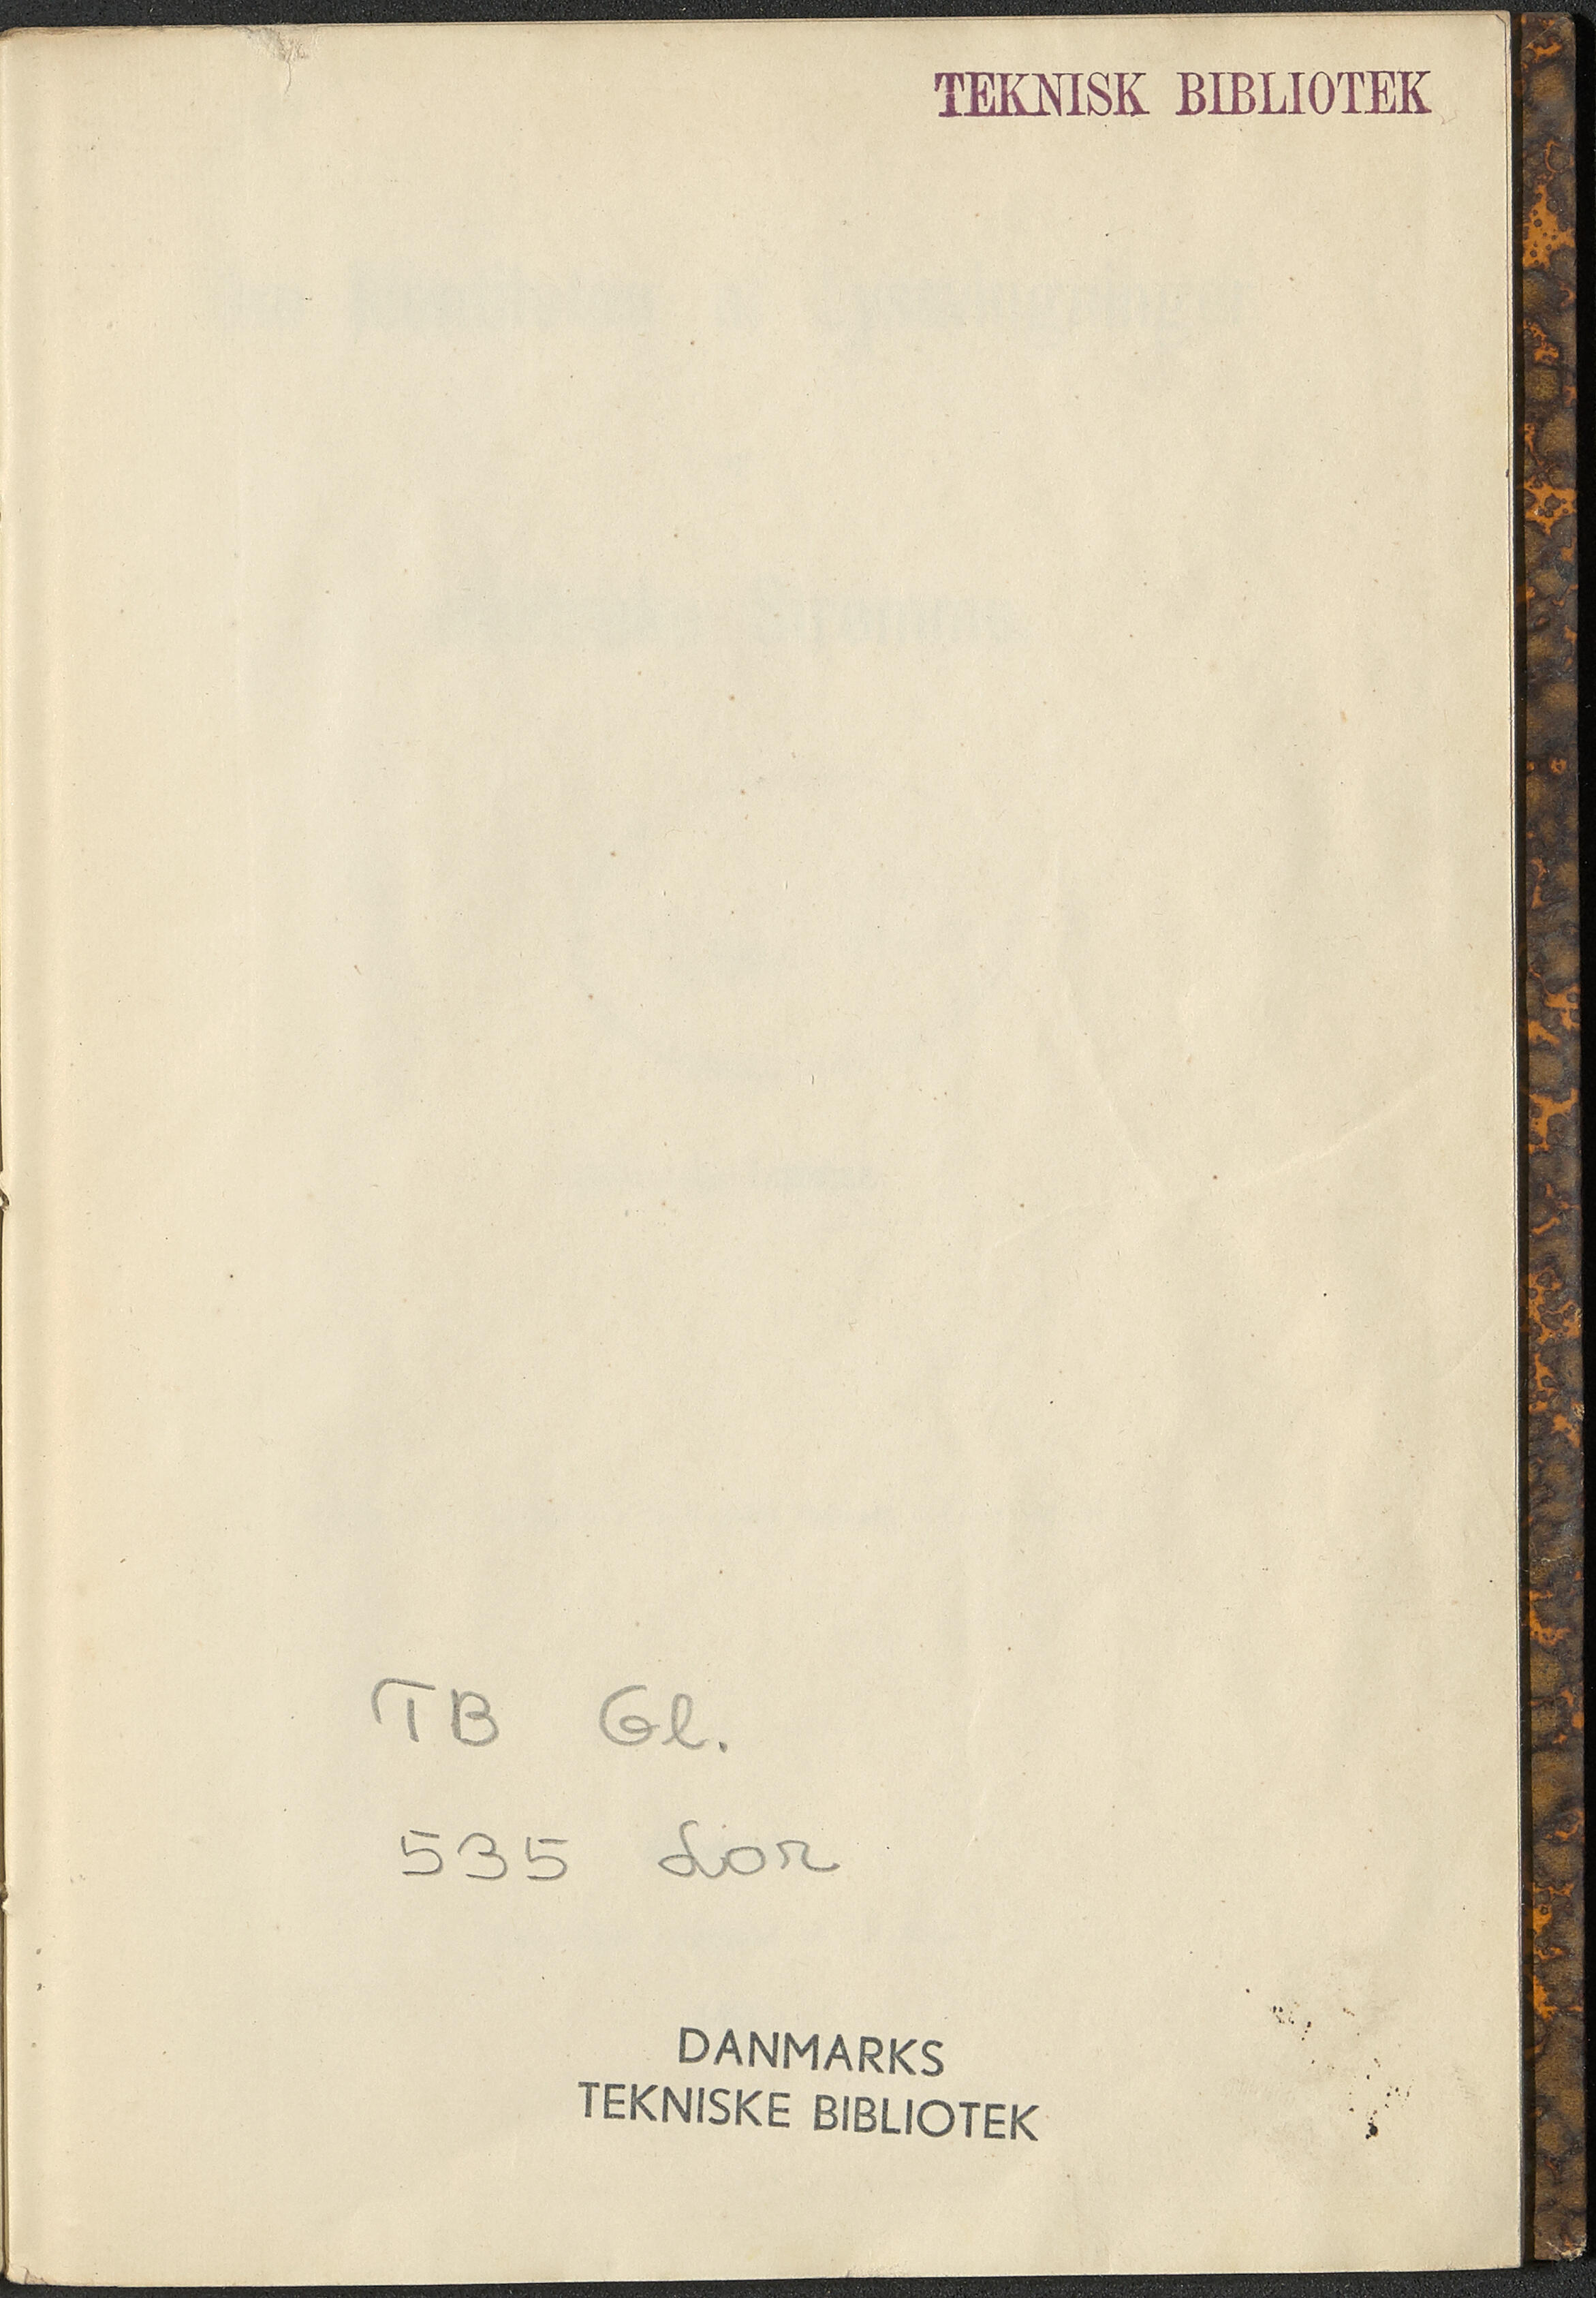 TEKNISK BIBLIOTEK
TB Gl.
535 Lor
DANMARKS
TEKNISKE BIBLIOTEK